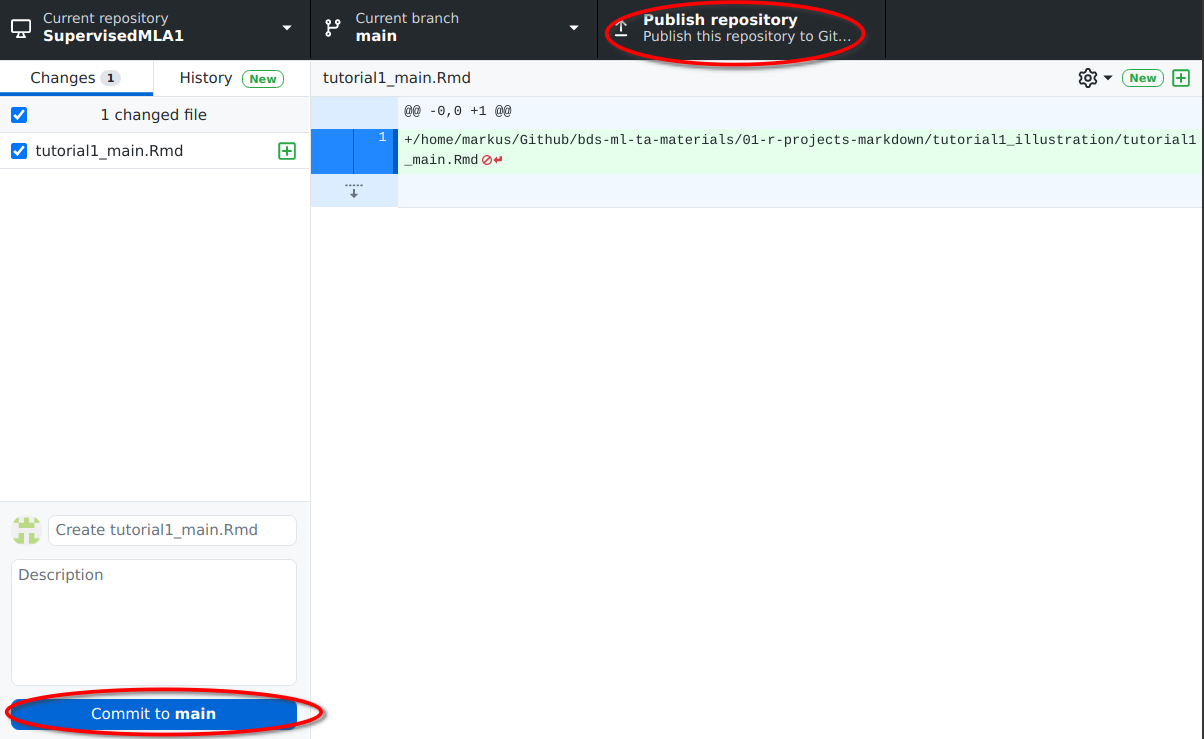 Current repository
SupervisedMLA1
Current branch
main
Publish repository
Publish this repository to Git...
Changes 1
History New
tutorial1_main.Rmd
New
1 changed file
@@ -0,0 +1 @@
tutorial1_main.Rmd
1
+/home/markus/Github/bds-ml-ta-materials/01-r-projects-markdown/tutorial1_illustration/tutorial1
_main.Rmd
Create tutorial1_main.Rmd
Description
Commit to main